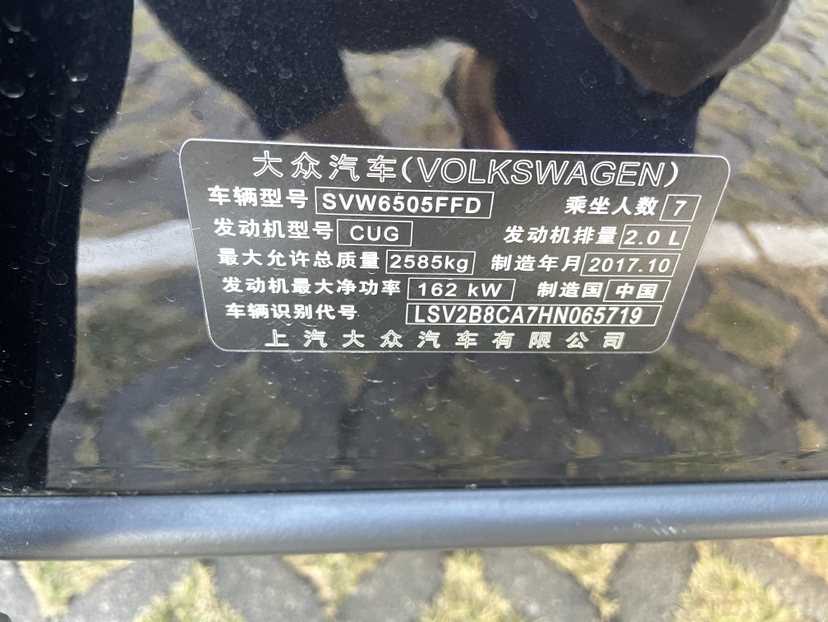 大众汽车(VOLKSWAGEN)
车辆型号 SVW6505FFD 乘坐人数 7
发动机型号 CUG 发动机排量 2.0 L
最大允许总质量 2585kg 制造年月 2017.10
发动机最大净功率 162 kW 制造国 中国
车辆识别代号 LSV2B8CA7HN065719
上汽大众汽车有限公司